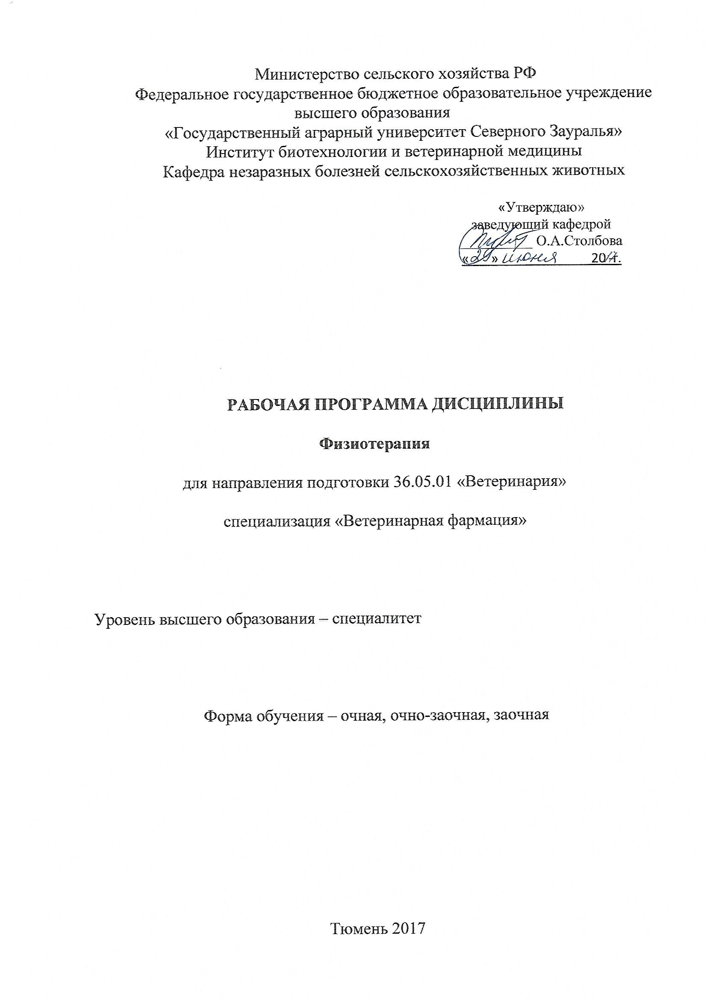 Министерство сельского хозяйства РФ
Федеральное государственное бюджетное образовательное учреждение
высшего образования
«Государственный аграрный университет Северного Зауралья»
Институт биотехнологии и ветеринарной медицины
Кафедра незаразных болезней сельскохозяйственных животных
«Утверждаю»
заведующий кафедрой
О.А.Столбова
«29» июня 2017г.
РАБОЧАЯ ПРОГРАММА ДИСЦИПЛИНЫ
Физиотерапия
для направления подготовки 36.05.01 «Ветеринария»
специализация «Ветеринарная фармация»
Уровень высшего образования – специалитет
Форма обучения – очная, очно-заочная, заочная
Тюмень 2017